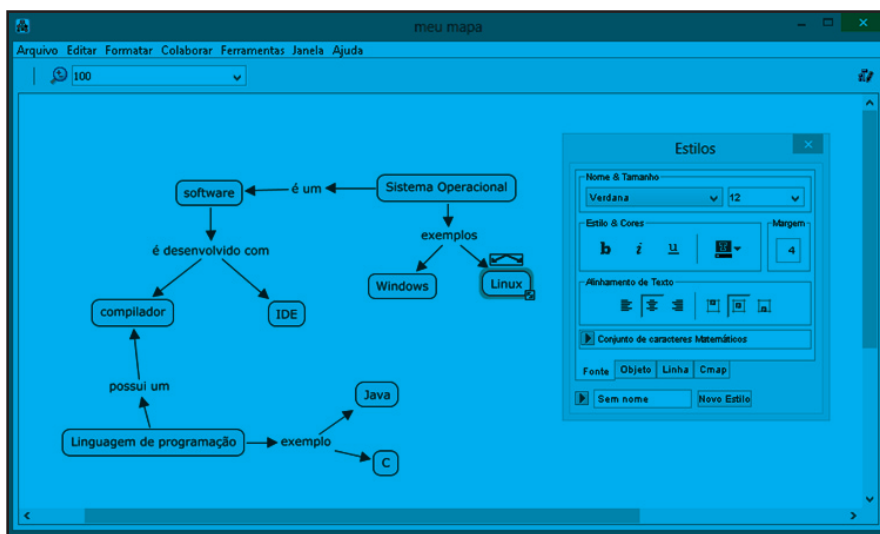 meu mapa
Arquivo Editar Formatar Colaborar Ferramentas Janela Ajuda
100
Estilos
Nome & Tamanho
Verdana 12
Estilo & Cores Margem
b i u 4
Alinhamento de Texto
Conjunto de caracteres Matemáticos
Fonte Objeto Linha Cmap
Sem nome Novo Estilo
software é um Sistema Operacional
exemplos
é desenvolvido com
Windows Linux
compilador IDE
possui um
Java
Linguagem de programação exemplo
C